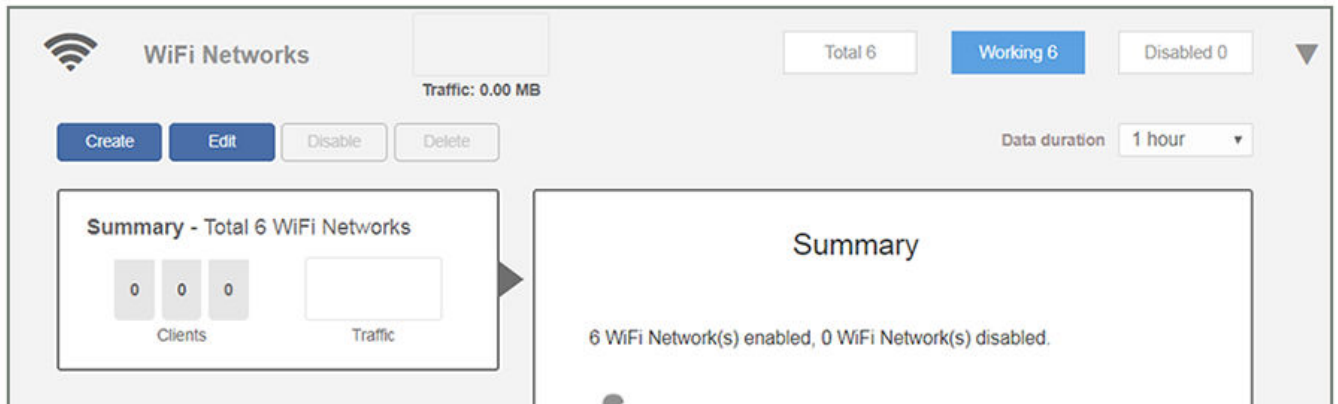 WiFi Networks
Traffic: 0.00 MB
Total 6
Working 6
Disabled 0
Create
Edit
Disable
Delete
Data duration
1 hour
Summary - Total 6 WiFi Networks
0 0 0
Clients
Traffic
Summary
6 WiFi Network(s) enabled, 0 WiFi Network(s) disabled.